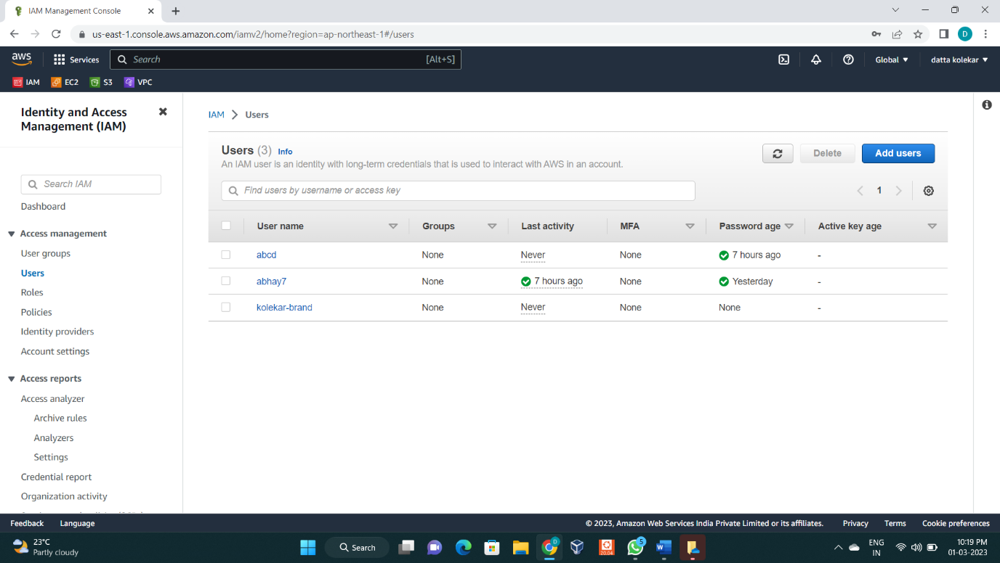 IAM Management Console
us-east-1.console.aws.amazon.com/iamv2/home?region=ap-northeast-1#/users
D
aws
Services
Search
[Alt+S]
Global
datta kolekar
IAM
EC2
S3
VPC
Identity and Access
Management (IAM)
Search IAM
Dashboard
Access management
User groups
Users
Roles
Policies
Identity providers
Account settings
Access reports
Access analyzer
Archive rules
Analyzers
Settings
Credential report
Organization activity
IAM > Users
Users (3) Info
An IAM user is an identity with long-term credentials that is used to interact with AWS in an account.
Delete
Add users
Find users by username or access key
1
User name Groups Last activity MFA Password age Active key age
abcd None Never None 7 hours ago -
abhay7 None 7 hours ago None Yesterday -
kolekar-brand None Never None None -
Feedback Language
© 2023, Amazon Web Services India Private Limited or its affiliates. Privacy Terms Cookie preferences
23°C
Partly cloudy
Search
D
20.04
5
W
ENG
IN
10:19 PM
01-03-2023